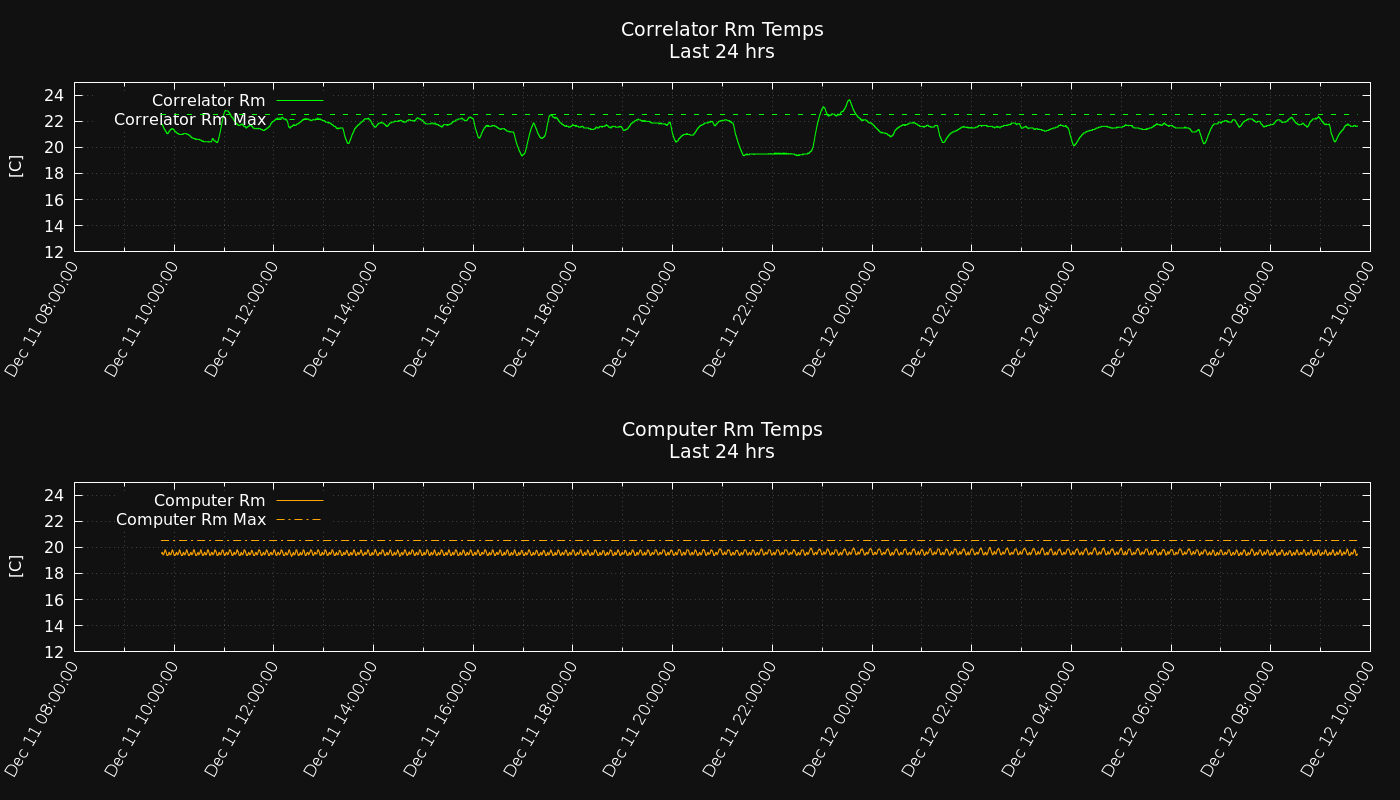 Correlator Rm Temps
Last 24 hrs
24
22
20
18
16
14
12
[C]
Correlator Rm
Correlator Rm Max
Dec 11 08:00:00
Dec 11 10:00:00
Dec 11 12:00:00
Dec 11 14:00:00
Dec 11 16:00:00
Dec 11 18:00:00
Dec 11 20:00:00
Dec 11 22:00:00
Dec 12 00:00:00
Dec 12 02:00:00
Dec 12 04:00:00
Dec 12 06:00:00
Dec 12 08:00:00
Dec 12 10:00:00
Computer Rm Temps
Last 24 hrs
24
22
20
18
16
14
12
[C]
Computer Rm
Computer Rm Max
Dec 11 08:00:00
Dec 11 10:00:00
Dec 11 12:00:00
Dec 11 14:00:00
Dec 11 16:00:00
Dec 11 18:00:00
Dec 11 20:00:00
Dec 11 22:00:00
Dec 12 00:00:00
Dec 12 02:00:00
Dec 12 04:00:00
Dec 12 06:00:00
Dec 12 08:00:00
Dec 12 10:00:00